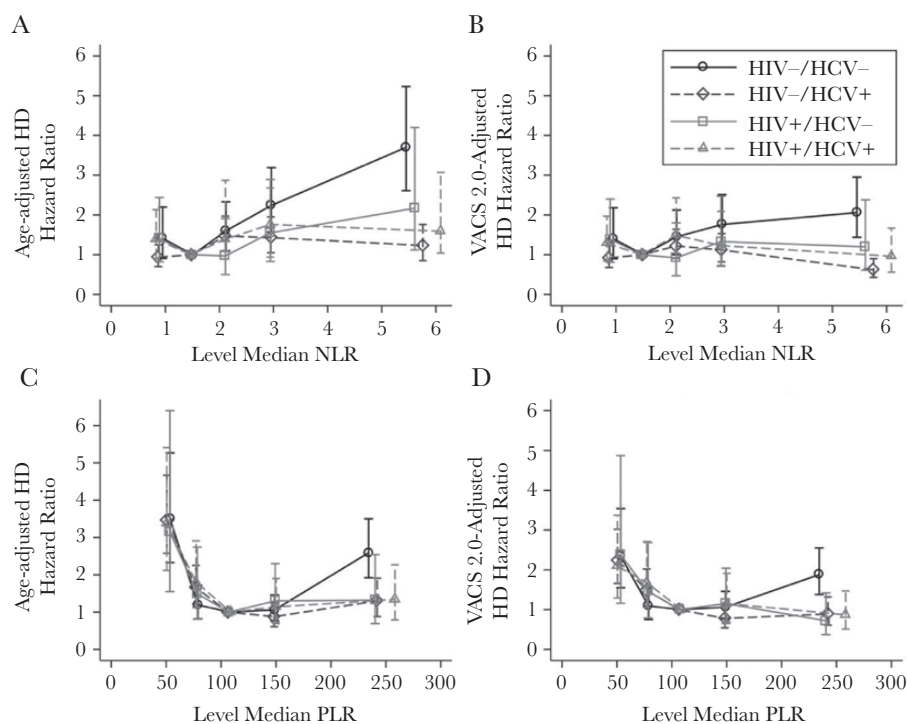 A
Age-adjusted HD
Hazard Ratio
6
5
4
3
2
1
0
0 1 2 3 4 5 6
Level Median NLR
B
VACS 2.0-Adjusted
HD Hazard Ratio
6
5
4
3
2
1
0
0 1 2 3 4 5 6
Level Median NLR
HIV–/HCV–
HIV–/HCV+
HIV+/HCV–
HIV+/HCV+
C
Age-adjusted HD
Hazard Ratio
6
5
4
3
2
1
0
0 50 100 150 200 250 300
Level Median PLR
D
VACS 2.0-Adjusted
HD Hazard Ratio
6
5
4
3
2
1
0
0 50 100 150 200 250 300
Level Median PLR